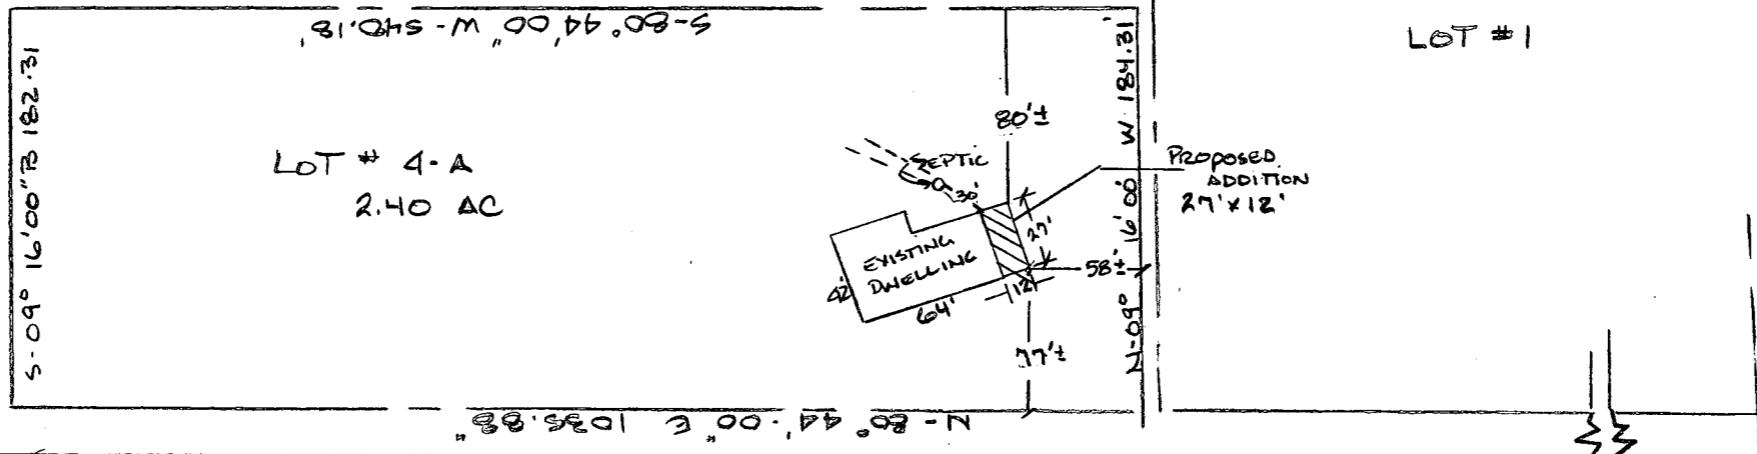 S-80° 44' 00" W - 540.18'
LOT #1
S-09° 16' 00" B 182.31
N-09° 16' 00" W 184.31'
80'±
LOT # 4-A
2.40 AC
SEPTIC
30'
PROPOSED
ADDITION
27' x 12'
27'
EXISTING
DWELLING
58'±
42'
12'
64'
77'±
N-80° 44'. 00" E 1035.88"